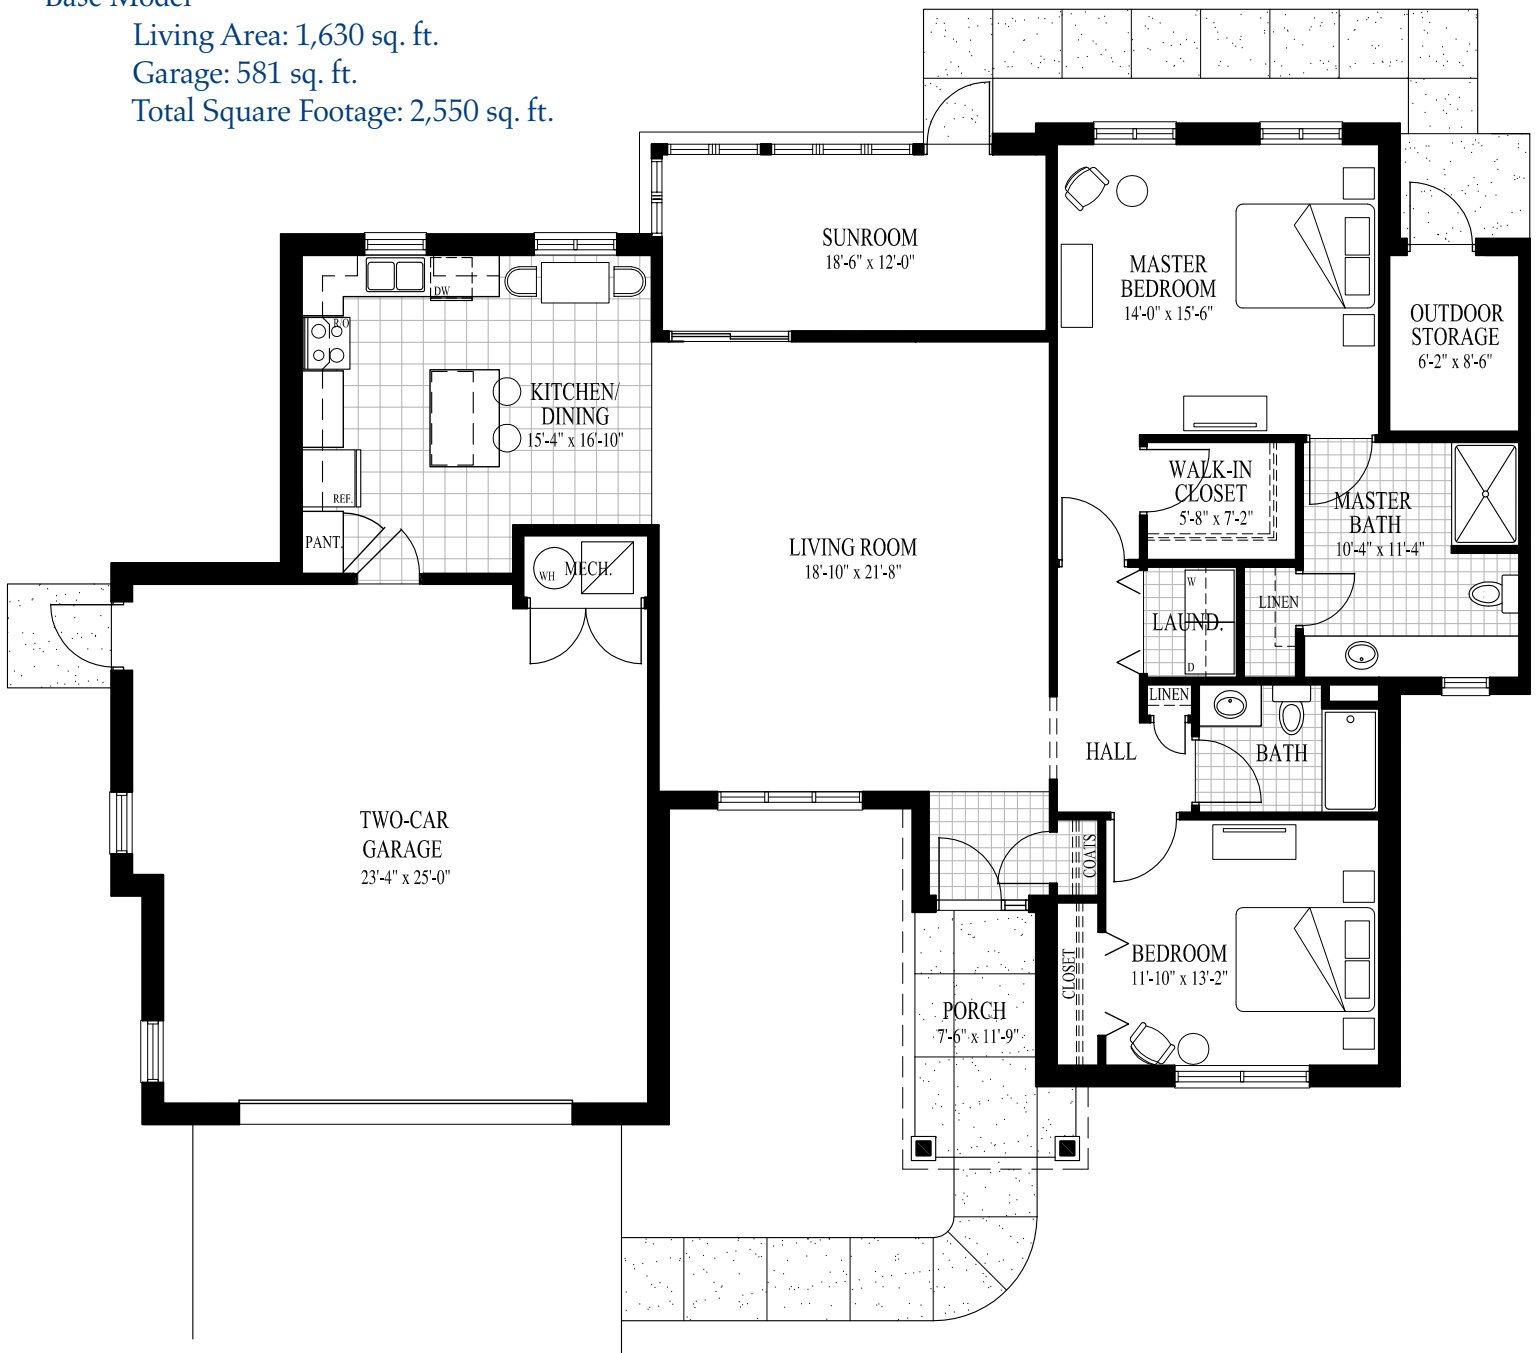 Base Model
Living Area: 1,630 sq. ft.
Garage: 581 sq. ft.
Total Square Footage: 2,550 sq. ft.
SUNROOM
18'-6" x 12'-0"
MASTER
BEDROOM
14'-0" x 15'-6"
OUTDOOR
STORAGE
6'-2" x 8'-6"
DW
R/O
KITCHEN/
DINING
15'-4" x 16'-10"
REF.
PANT.
WH
MECH.
LIVING ROOM
18'-10" x 21'-8"
WALK-IN
CLOSET
5'-8" x 7'-2"
MASTER
BATH
10'-4" x 11'-4"
W
LAUND.
D
LINEN
LINEN
HALL
BATH
TWO-CAR
GARAGE
23'-4" x 25'-0"
COATS
CLOSET
BEDROOM
11'-10" x 13'-2"
PORCH
7'-6" x 11'-9"